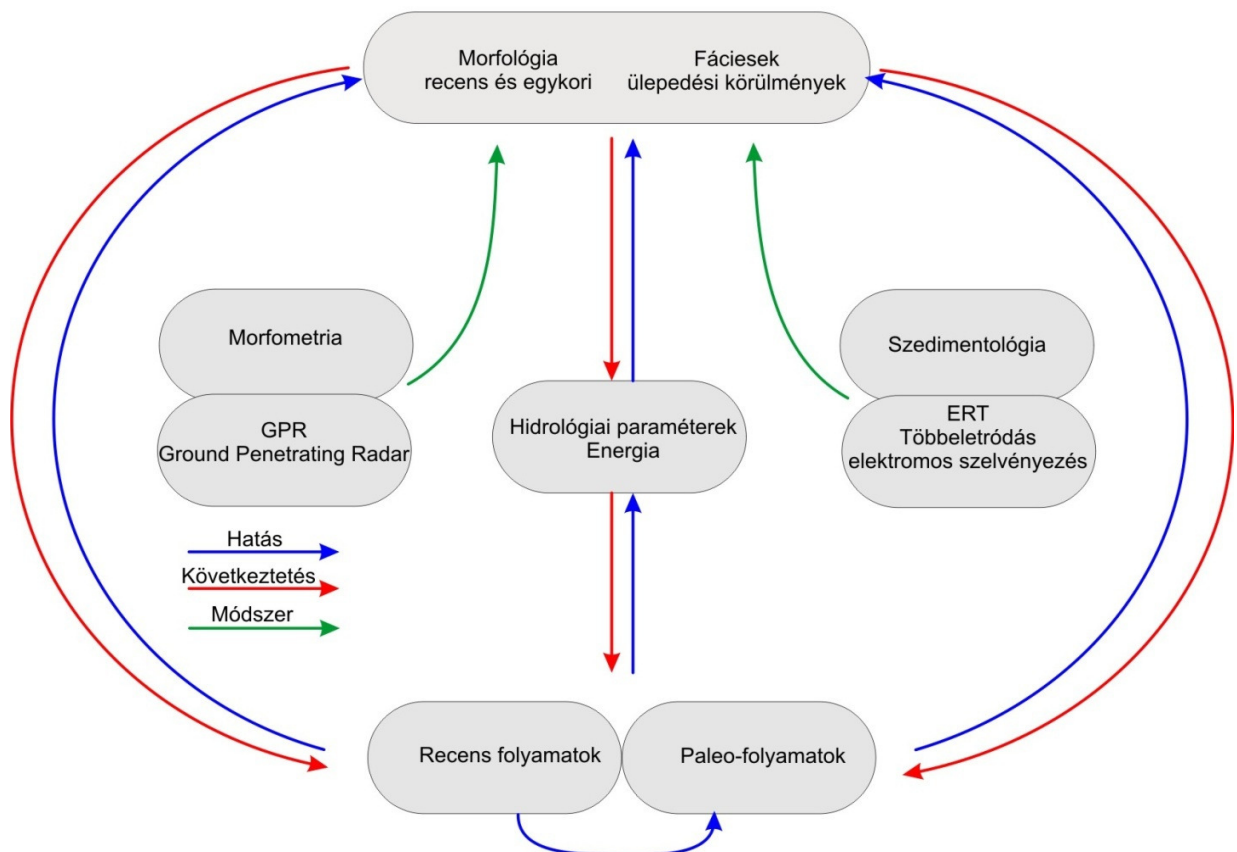 Morfológia
recens és egykori
Fáciesek
ülepedési körülmények
Morfometria
GPR
Ground Penetrating Radar
Hidrológiai paraméterek
Energia
Szedimentológia
ERT
Többeletródás
elektromos szelvényezés
Hatás
Következtetés
Módszer
Recens folyamatok
Paleo-folyamatok